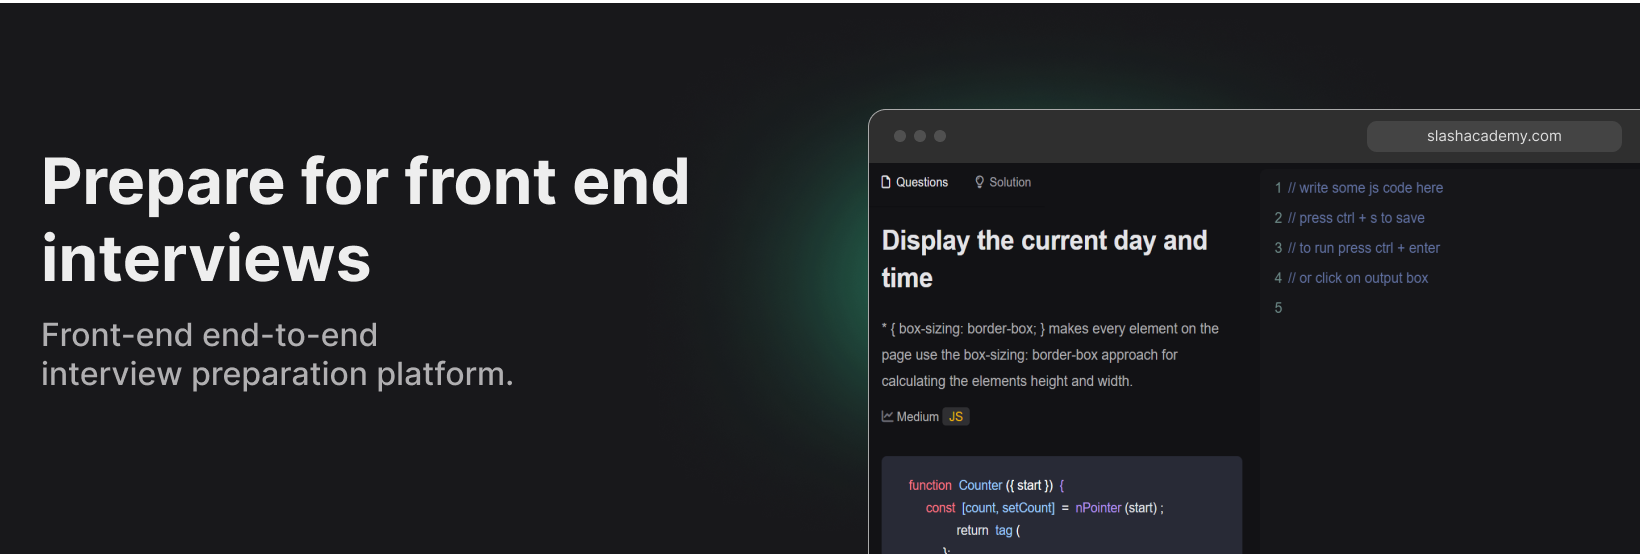 Prepare for front end
interviews
Front-end end-to-end
interview preparation platform.
slashacademy.com
Questions
Solution
Display the current day and
time
* { box-sizing: border-box; } makes every element on the
page use the box-sizing: border-box approach for
calculating the elements height and width.
Medium JS
function Counter ({ start }) {
const [count, setCount] = nPointer (start) ;
return tag (
};
1 // write some js code here
2 // press ctrl + s to save
3 // to run press ctrl + enter
4 // or click on output box
5